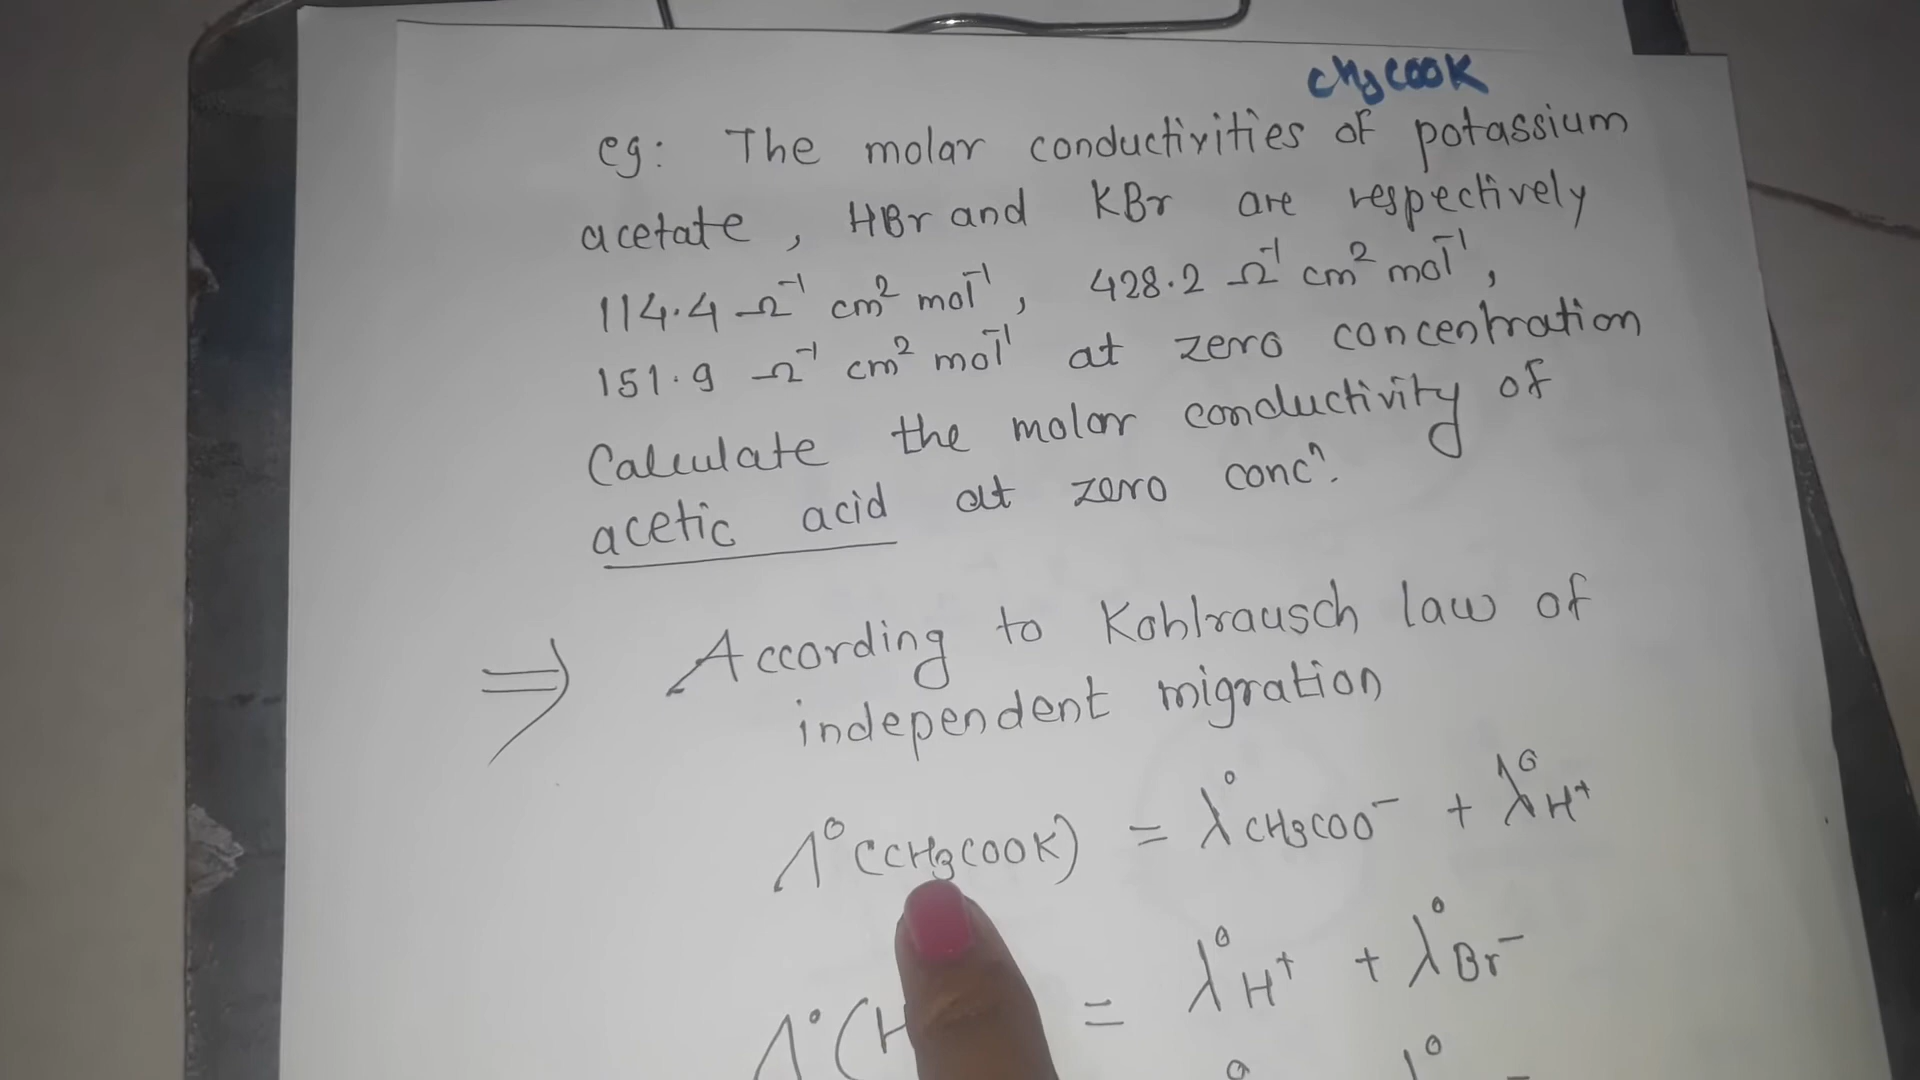 CH3COOK
eg: The molar conductivities of potassium
acetate, HBr and KBr are respectively
114.4 Ω⁻¹ cm² mol⁻¹, 428.2 Ω⁻¹ cm² mol⁻¹,
151.9 Ω⁻¹ cm² mol⁻¹ at zero concentration
Calculate the molar conductivity of
acetic acid at zero concⁿ.
⇒ According to Kohlrausch law of
independent migration
Λ°(CH3COOK) = λ°CH3COO⁻ + λ°H⁺
Λ°(H = λ°H⁺ + λ°Br⁻